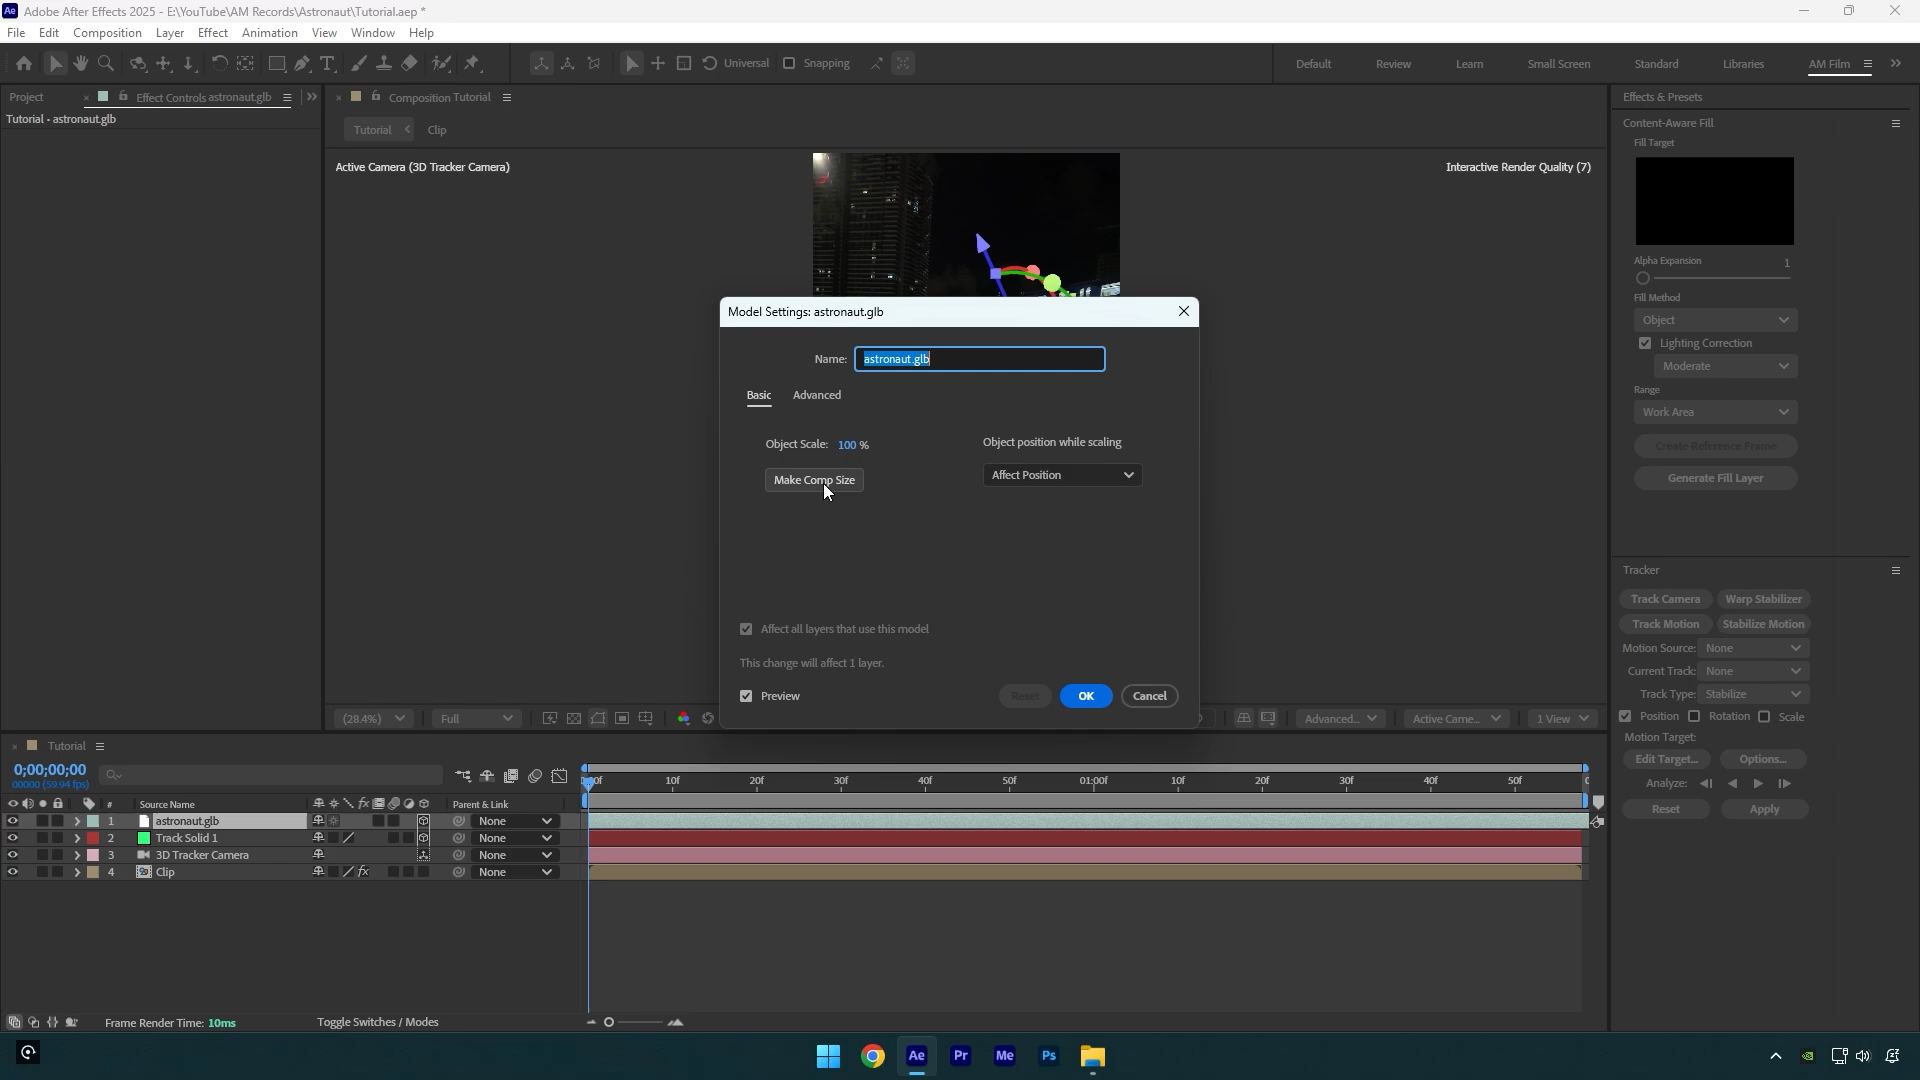 Ae Adobe After Effects 2025 - E:\YouTube\AM Records\Astronaut\Tutorial.aep *
File Edit Composition Layer Effect Animation View Window Help
Universal Snapping Default Review Learn Small Screen Standard Libraries AM Film
Project Effect Controls astronaut.glb Composition Tutorial Effects & Presets
Tutorial • astronaut.glb
Tutorial Clip
Active Camera (3D Tracker Camera)
Interactive Render Quality (7)
Content-Aware Fill
Fill Target
Alpha Expansion 1
Fill Method
Object
Lighting Correction
Moderate
Range
Work Area
Create Reference Frame
Generate Fill Layer
Model Settings: astronaut.glb
Name: astronaut.glb
Basic Advanced
Object Scale: 100 %
Object position while scaling
Make Comp Size
Affect Position
Affect all layers that use this model
This change will affect 1 layer.
Preview
Reset OK Cancel
Tracker
Track Camera Warp Stabilizer
Track Motion Stabilize Motion
Motion Source: None
Current Track: None
Track Type: Stabilize
Position Rotation Scale
Motion Target:
Edit Target... Options...
Analyze:
Reset Apply
(28.4%) Full Advanced... Active Came... 1 View
Tutorial
0;00;00;00
00000 (59.94 fps)
10f 20f 30f 40f 50f 01:00f 10f 20f 30f 40f 50f
# Source Name fx Parent & Link
1 astronaut.glb None
2 Track Solid 1 None
3 3D Tracker Camera None
4 Clip fx None
Frame Render Time: 10ms
Toggle Switches / Modes
Ae Pr Me Ps